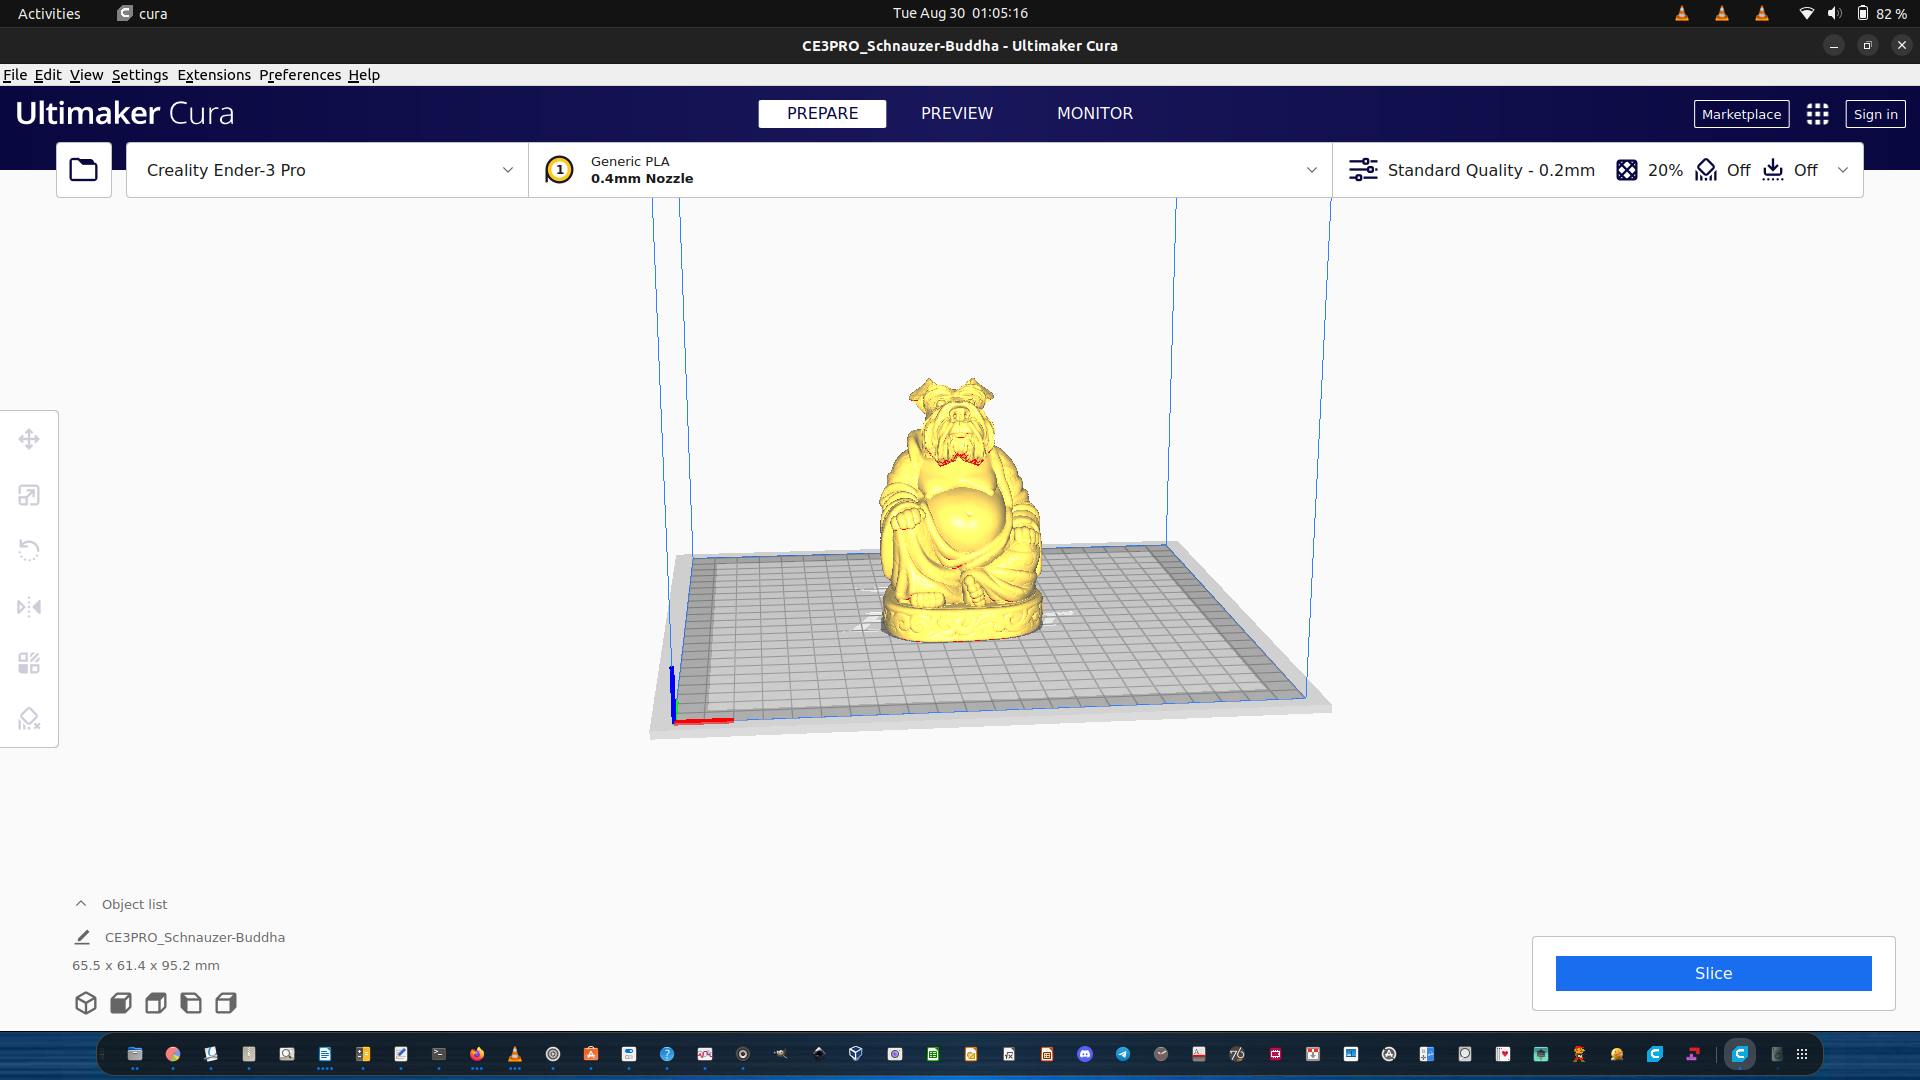 Activities
cura
Tue Aug 30 01:05:16
82 %
CE3PRO_Schnauzer-Buddha - Ultimaker Cura
File Edit View Settings Extensions Preferences Help
Ultimaker Cura
PREPARE
PREVIEW
MONITOR
Marketplace
Sign in
Creality Ender-3 Pro
1
Generic PLA
0.4mm Nozzle
Standard Quality - 0.2mm
20%
Off
Off
Object list
CE3PRO_Schnauzer-Buddha
65.5 x 61.4 x 95.2 mm
Slice